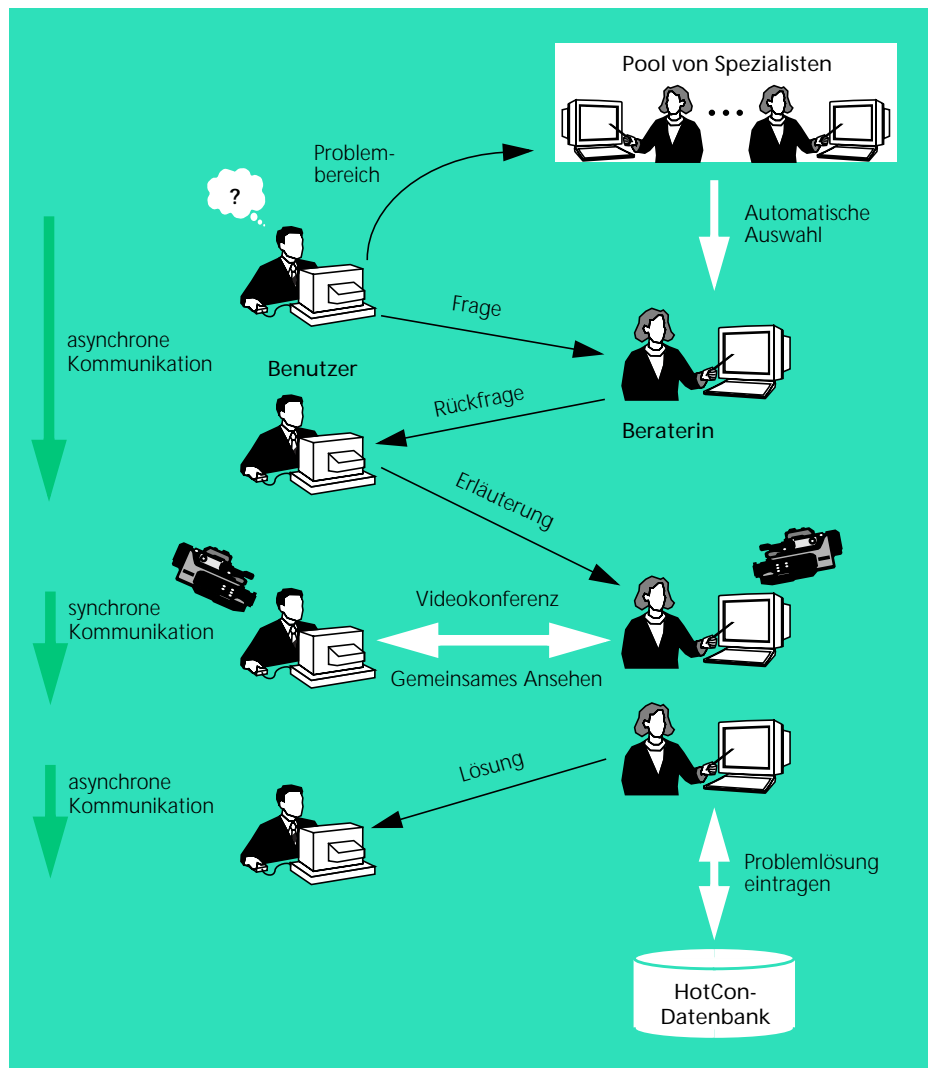 Pool von Spezialisten
Problem-
bereich
?
Automatische
Auswahl
Frage
asynchrone
Kommunikation
Benutzer
Rückfrage
Beraterin
Erläuterung
Videokonferenz
synchrone
Kommunikation
Gemeinsames Ansehen
Lösung
asynchrone
Kommunikation
Problemlösung
eintragen
HotCon-
Datenbank